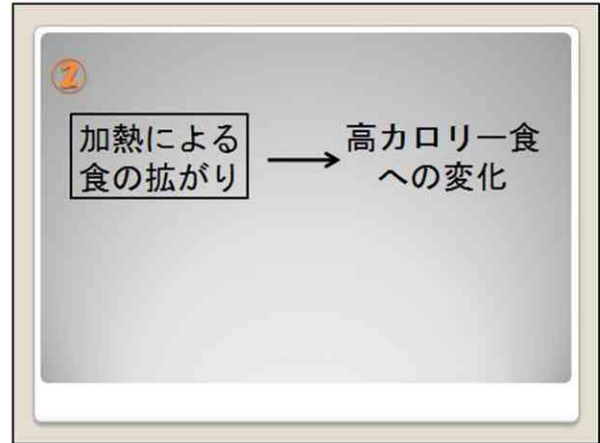 ②
加熱による
食の拡がり
高カロリー食
への変化